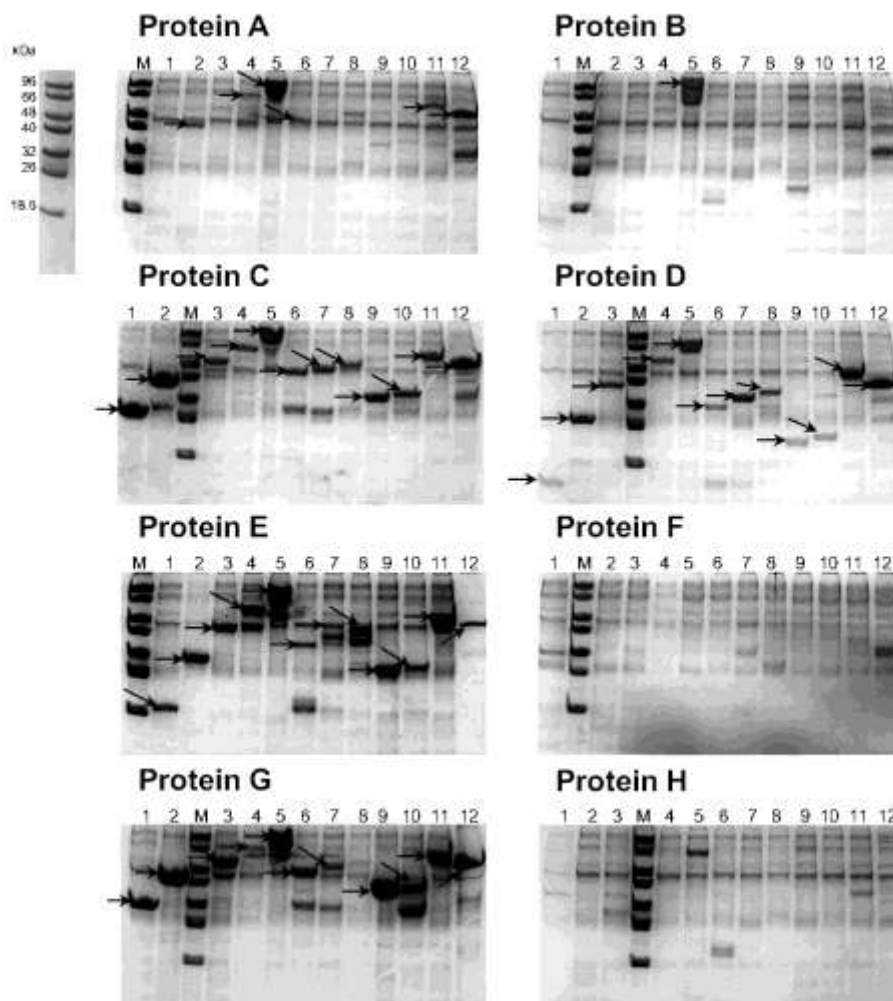 Protein A
Protein B
kDa
M 1 2 3 4 5 6 7 8 9 10 11 12
1 M 2 3 4 5 6 7 8 9 10 11 12
96
66
48
40
32
26
18.5
Protein C
Protein D
1 2 M 3 4 5 6 7 8 9 10 11 12
1 2 3 M 4 5 6 7 8 9 10 11 12
Protein E
Protein F
M 1 2 3 4 5 6 7 8 9 10 11 12
1 M 2 3 4 5 6 7 8 9 10 11 12
Protein G
Protein H
1 2 M 3 4 5 6 7 8 9 10 11 12
1 2 3 M 4 5 6 7 8 9 10 11 12